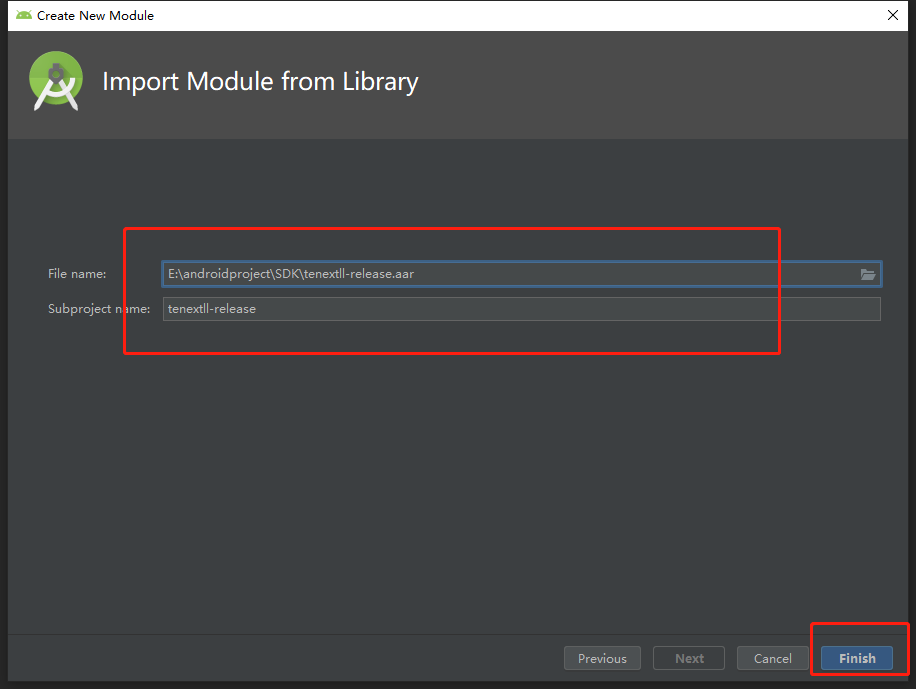 Create New Module
Import Module from Library
File name: E:\androidproject\SDK\tenextll-release.aar
Subproject name: tenextll-release
Previous Next Cancel Finish